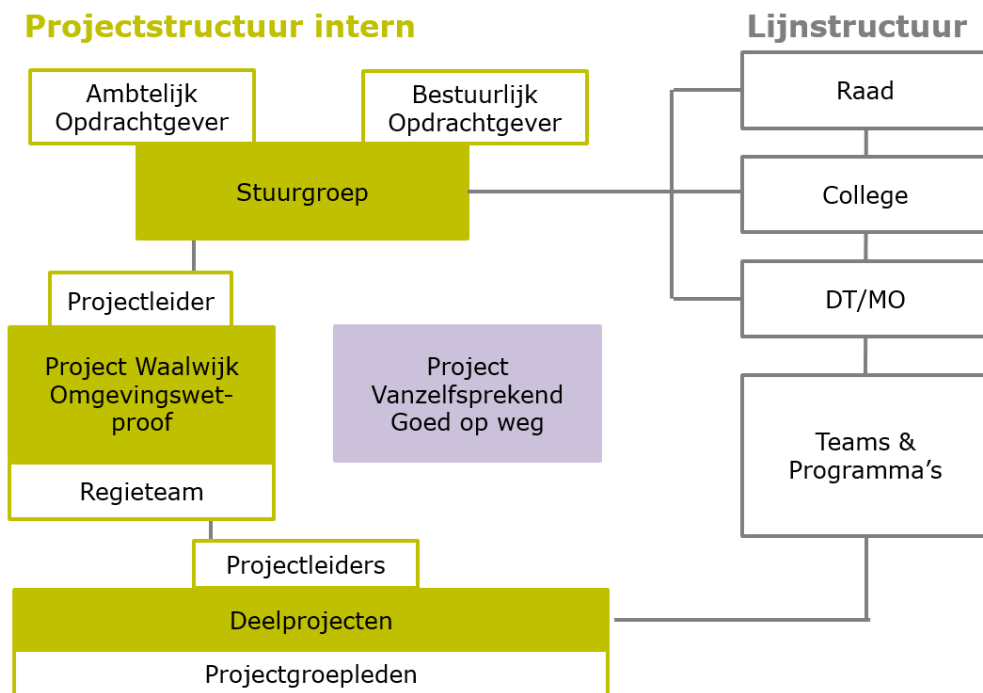 Projectstructuur intern
Lijnstructuur
Ambtelijk
Opdrachtgever
Bestuurlijk
Opdrachtgever
Stuurgroep
Raad
College
DT/MO
Teams &
Programma's
Projectleider
Project Waalwijk
Omgevingswet-
proof
Regieteam
Project
Vanzelfsprekend
Goed op weg
Projectleiders
Deelprojecten
Projectgroepleden